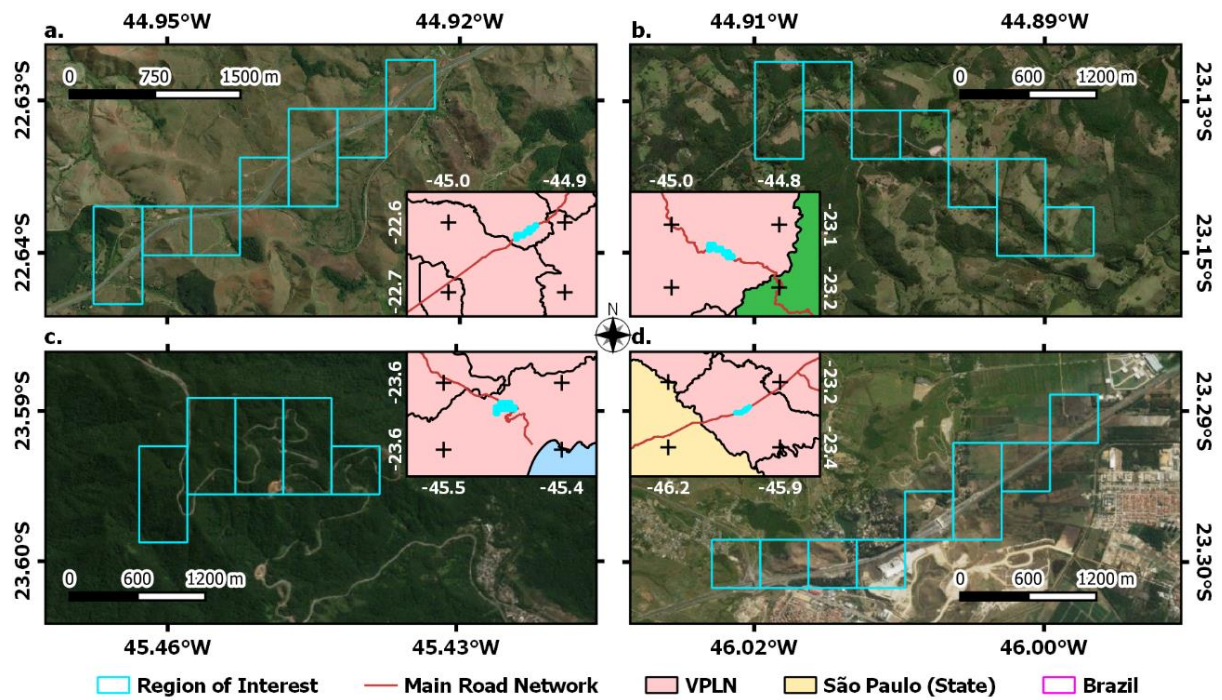 44.95°W 44.92°W 44.91°W 44.89°W
a. b.
0 750 1500 m
0 600 1200 m
22.63°S
23.13°S
-45.0 -44.9
-22.6
-22.7
-45.0 -44.8
-23.1
-23.2
22.64°S
23.15°S
N
c. d.
-23.6
-23.6
-45.5 -45.4
-23.2
-23.4
-46.2 -45.9
23.59°S
23.29°S
23.60°S
23.30°S
0 600 1200 m
0 600 1200 m
45.46°W 45.43°W 46.02°W 46.00°W
Region of Interest Main Road Network VPLN São Paulo (State) Brazil